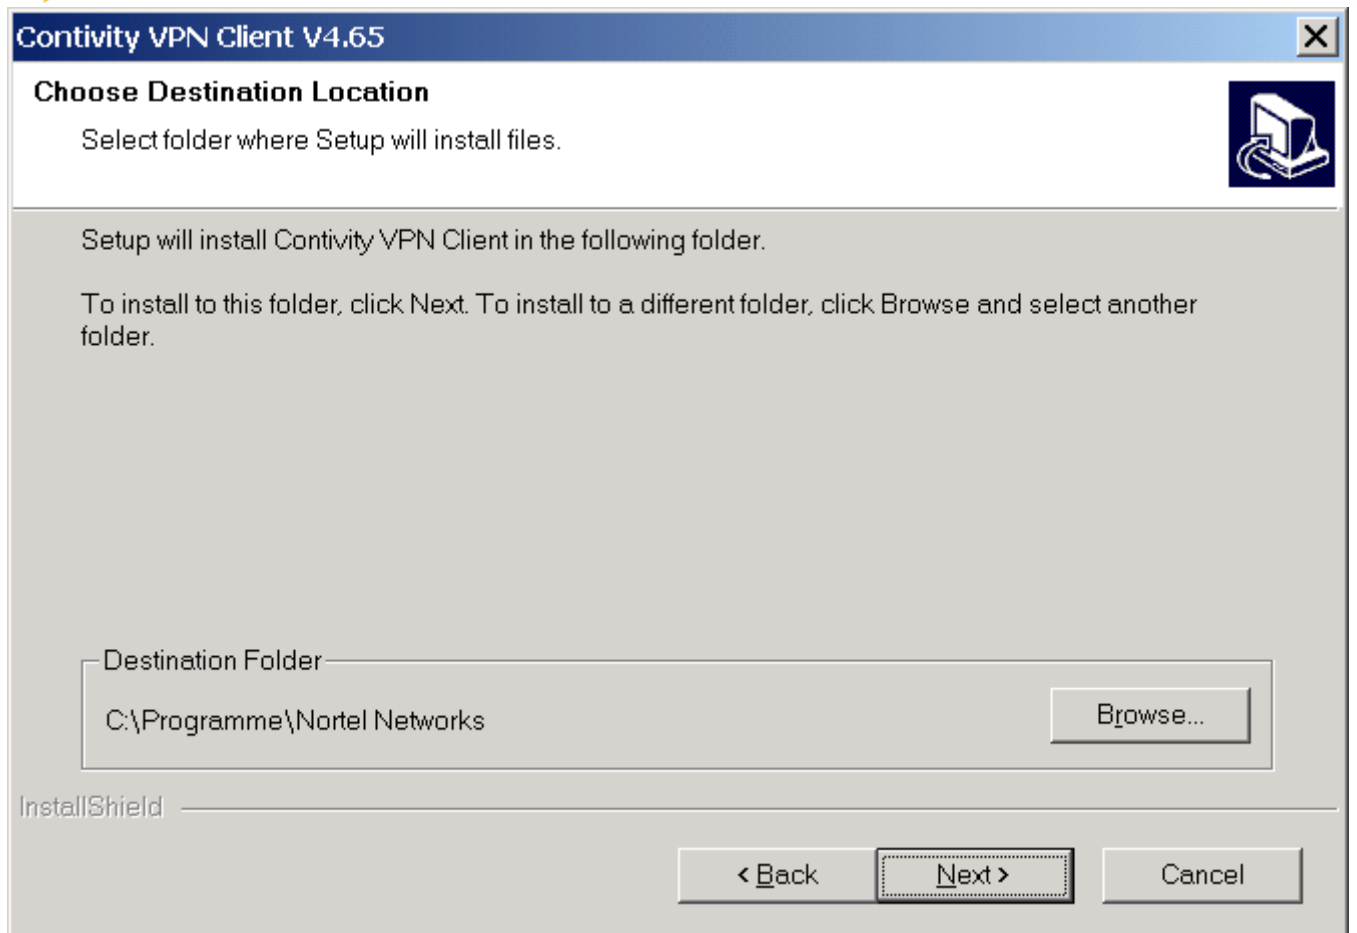 Contivity VPN Client V4.65
Choose Destination Location
Select folder where Setup will install files.
Setup will install Contivity VPN Client in the following folder.
To install to this folder, click Next. To install to a different folder, click Browse and select another
folder.
Destination Folder
C:\Programme\Nortel Networks
Browse...
InstallShield
< Back
Next >
Cancel